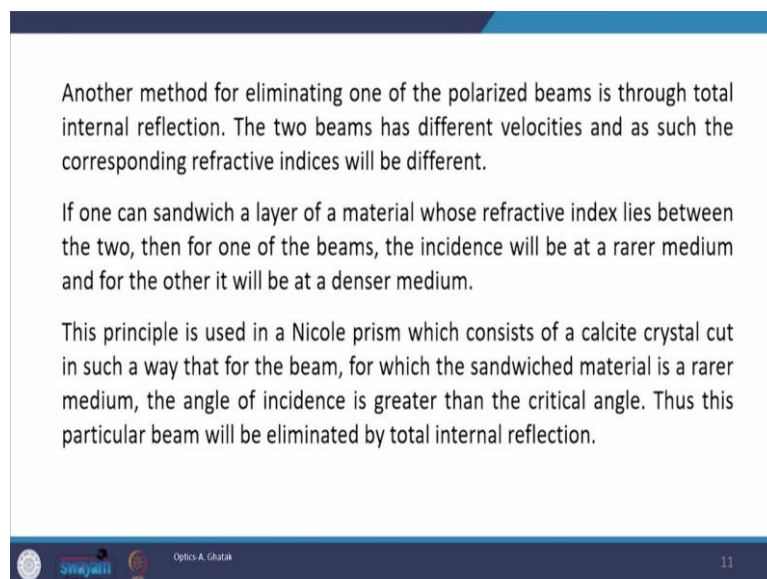 Another method for eliminating one of the polarized beams is through total
internal reflection. The two beams has different velocities and as such the
corresponding refractive indices will be different.
If one can sandwich a layer of a material whose refractive index lies between
the two, then for one of the beams, the incidence will be at a rarer medium
and for the other it will be at a denser medium.
This principle is used in a Nicole prism which consists of a calcite crystal cut
in such a way that for the beam, for which the sandwiched material is a rarer
medium, the angle of incidence is greater than the critical angle. Thus this
particular beam will be eliminated by total internal reflection.
swayam
Optics-A. Ghatak
11